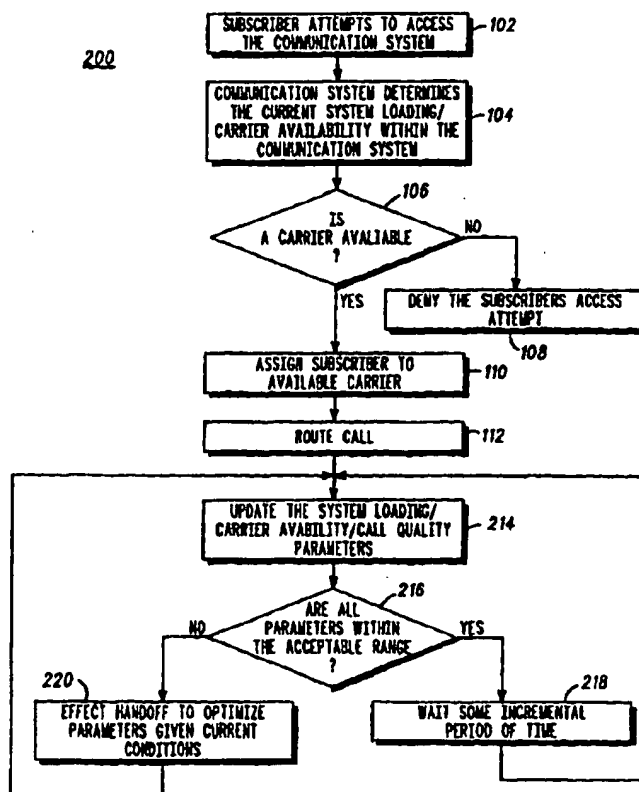 200
SUBSCRIBER ATTEMPTS TO ACCESS
THE COMMUNICATION SYSTEM
102
COMMUNICATION SYSTEM DETERMINES
THE CURRENT SYSTEM LOADING/
CARRIER AVAILABILITY WITHIN THE
COMMUNICATION SYSTEM
104
106
IS
A CARRIER AVALIABLE
?
NO
YES
DENY THE SUBSCRIBERS ACCESS
ATTEMPT
108
ASSIGN SUBSCRIBER TO
AVAILABLE CARRIER
110
ROUTE CALL
112
UPDATE THE SYSTEM LOADING/
CARRIER AVABILITY/CALL QUALITY
PARAMETERS
214
216
ARE ALL
PARAMETERS WITHIN
THE ACCEPTABLE RANGE
?
NO
YES
220
EFFECT HANDOFF TO OPTIMIZE
PARAMETERS GIVEN CURRENT
CONDITIONS
218
WAIT SOME INCREMENTAL
PERIOD OF TIME